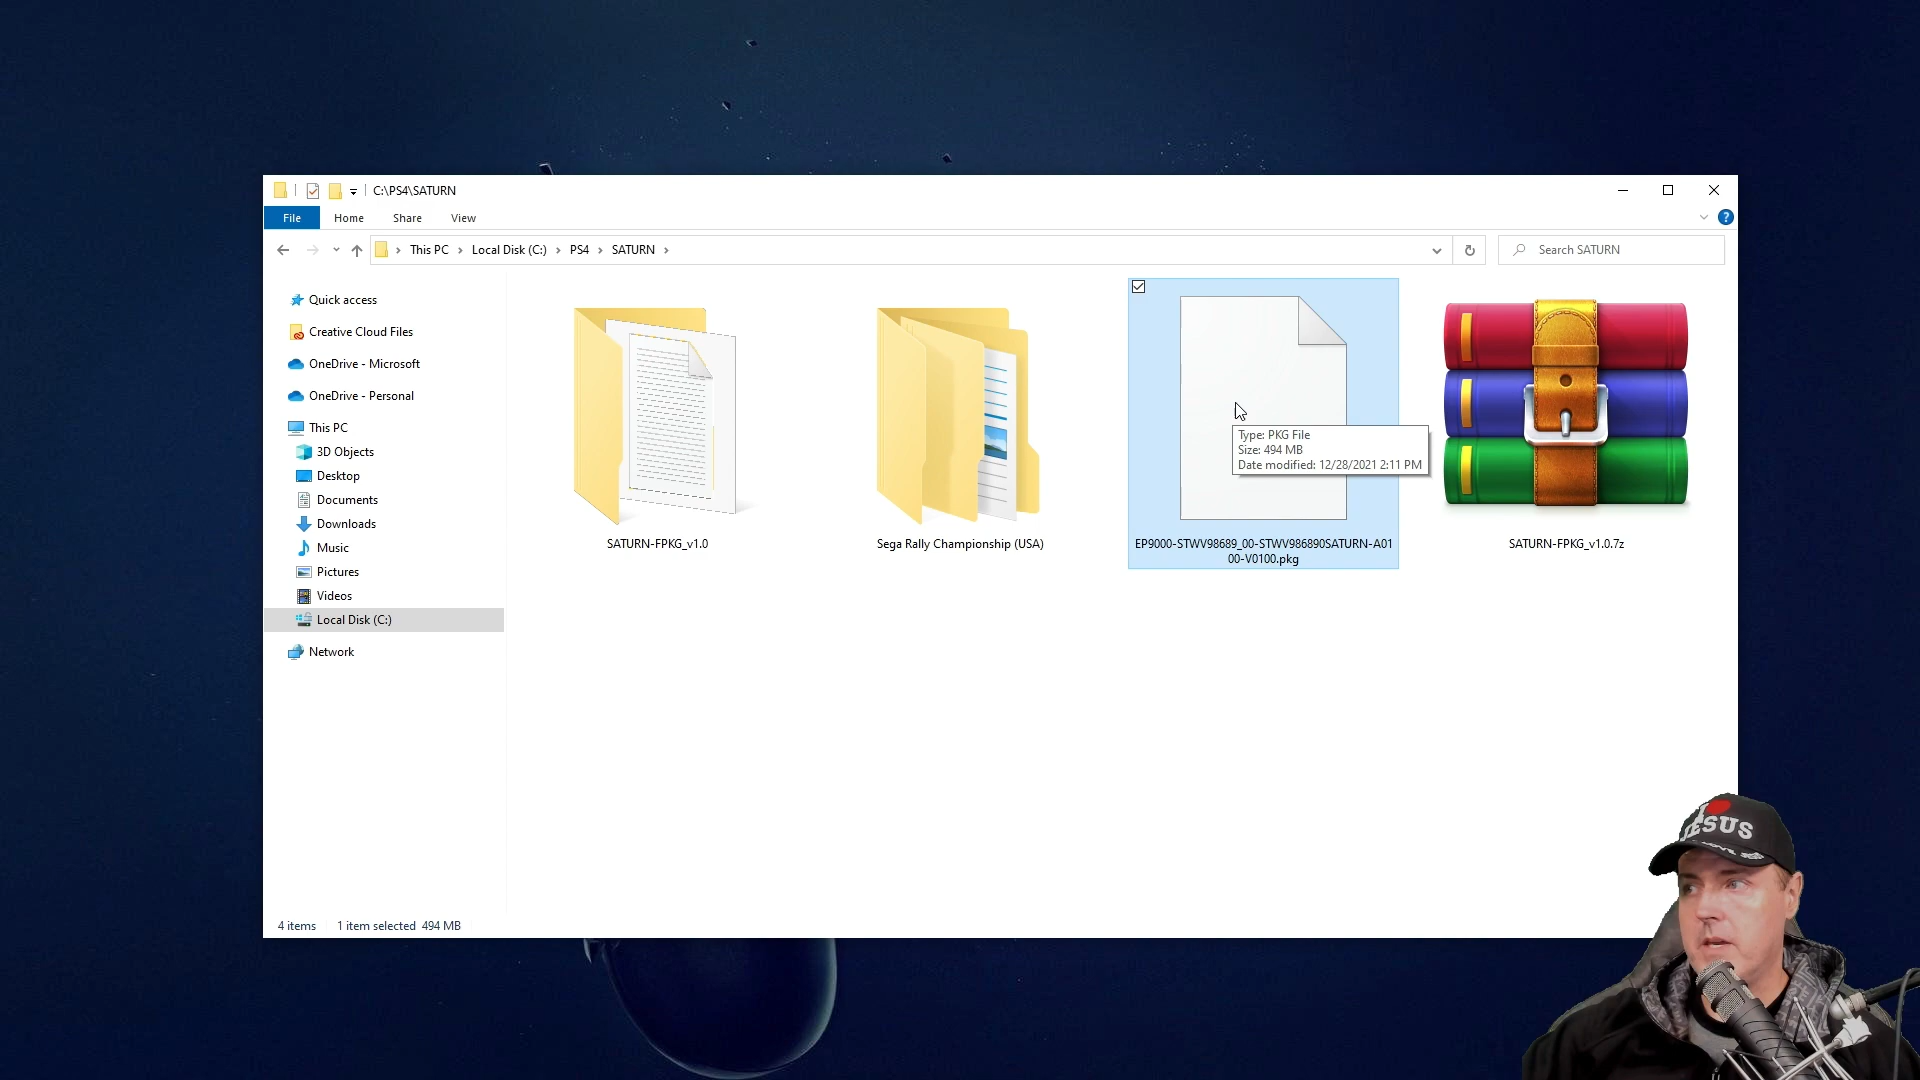 C:\PS4\SATURN
File Home Share View
This PC Local Disk (C:) PS4 SATURN
Search SATURN
Quick access
Creative Cloud Files
OneDrive - Microsoft
OneDrive - Personal
This PC
3D Objects
Desktop
Documents
Downloads
Music
Pictures
Videos
Local Disk (C:)
Network
SATURN-FPKG_v1.0
Sega Rally Championship (USA)
EP9000-STWV98689_00-STWV986890SATURN-A01
00-V0100.pkg
SATURN-FPKG_v1.0.7z
Type: PKG File
Size: 494 MB
Date modified: 12/28/2021 2:11 PM
4 items 1 item selected 494 MB
I
JESUS